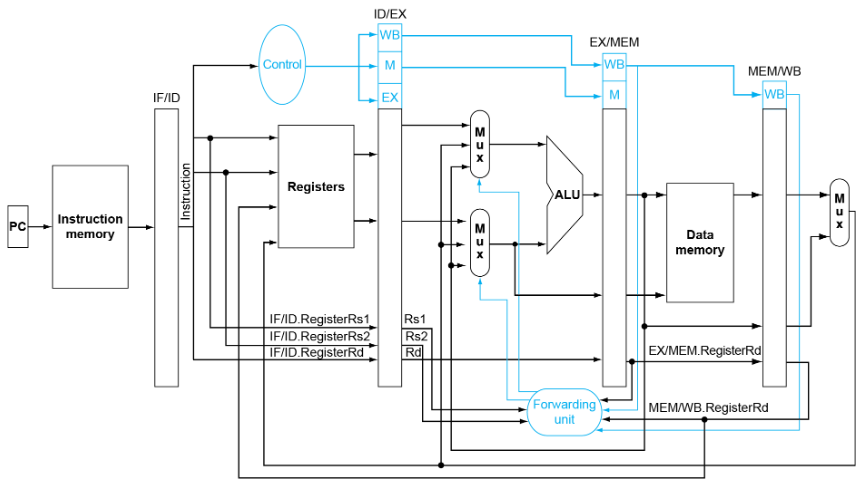 ID/EX
WB
EX/MEM
Control
M
WB
MEM/WB
EX
M
WB
IF/ID
Mux
Instruction
Registers
ALU
PC
Instruction
memory
Mux
Data
memory
Mux
IF/ID.RegisterRs1
Rs1
IF/ID.RegisterRs2
Rs2
IF/ID.RegisterRd
Rd
EX/MEM.RegisterRd
Forwarding
unit
MEM/WB.RegisterRd